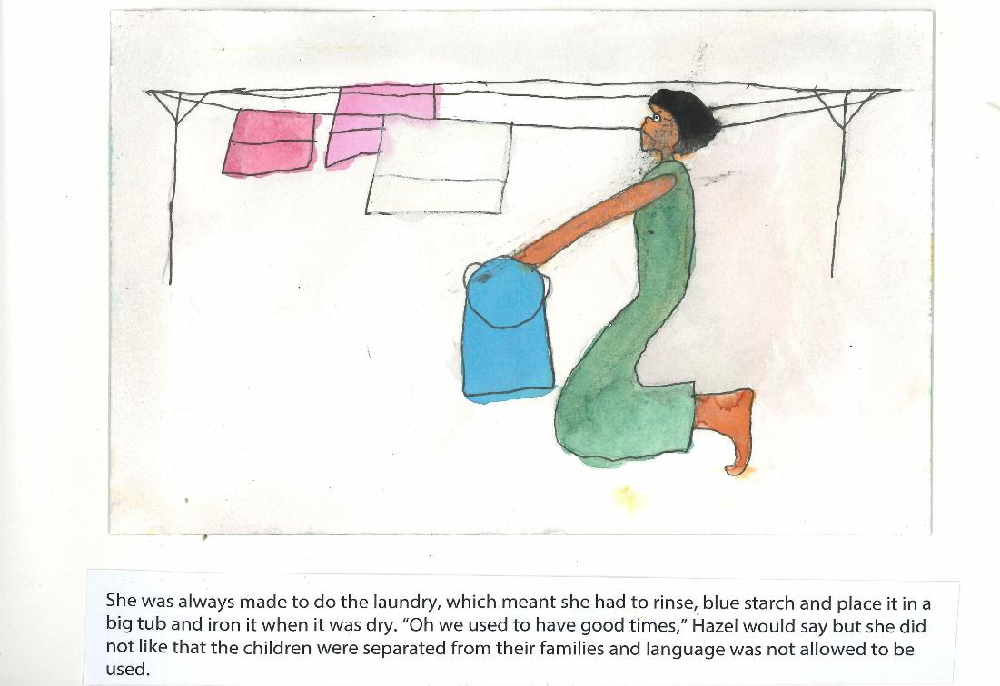 She was always made to do the laundry, which meant she had to rinse, blue starch and place it in a
big tub and iron it when it was dry. “Oh we used to have good times,” Hazel would say but she did
not like that the children were separated from their families and language was not allowed to be
used.